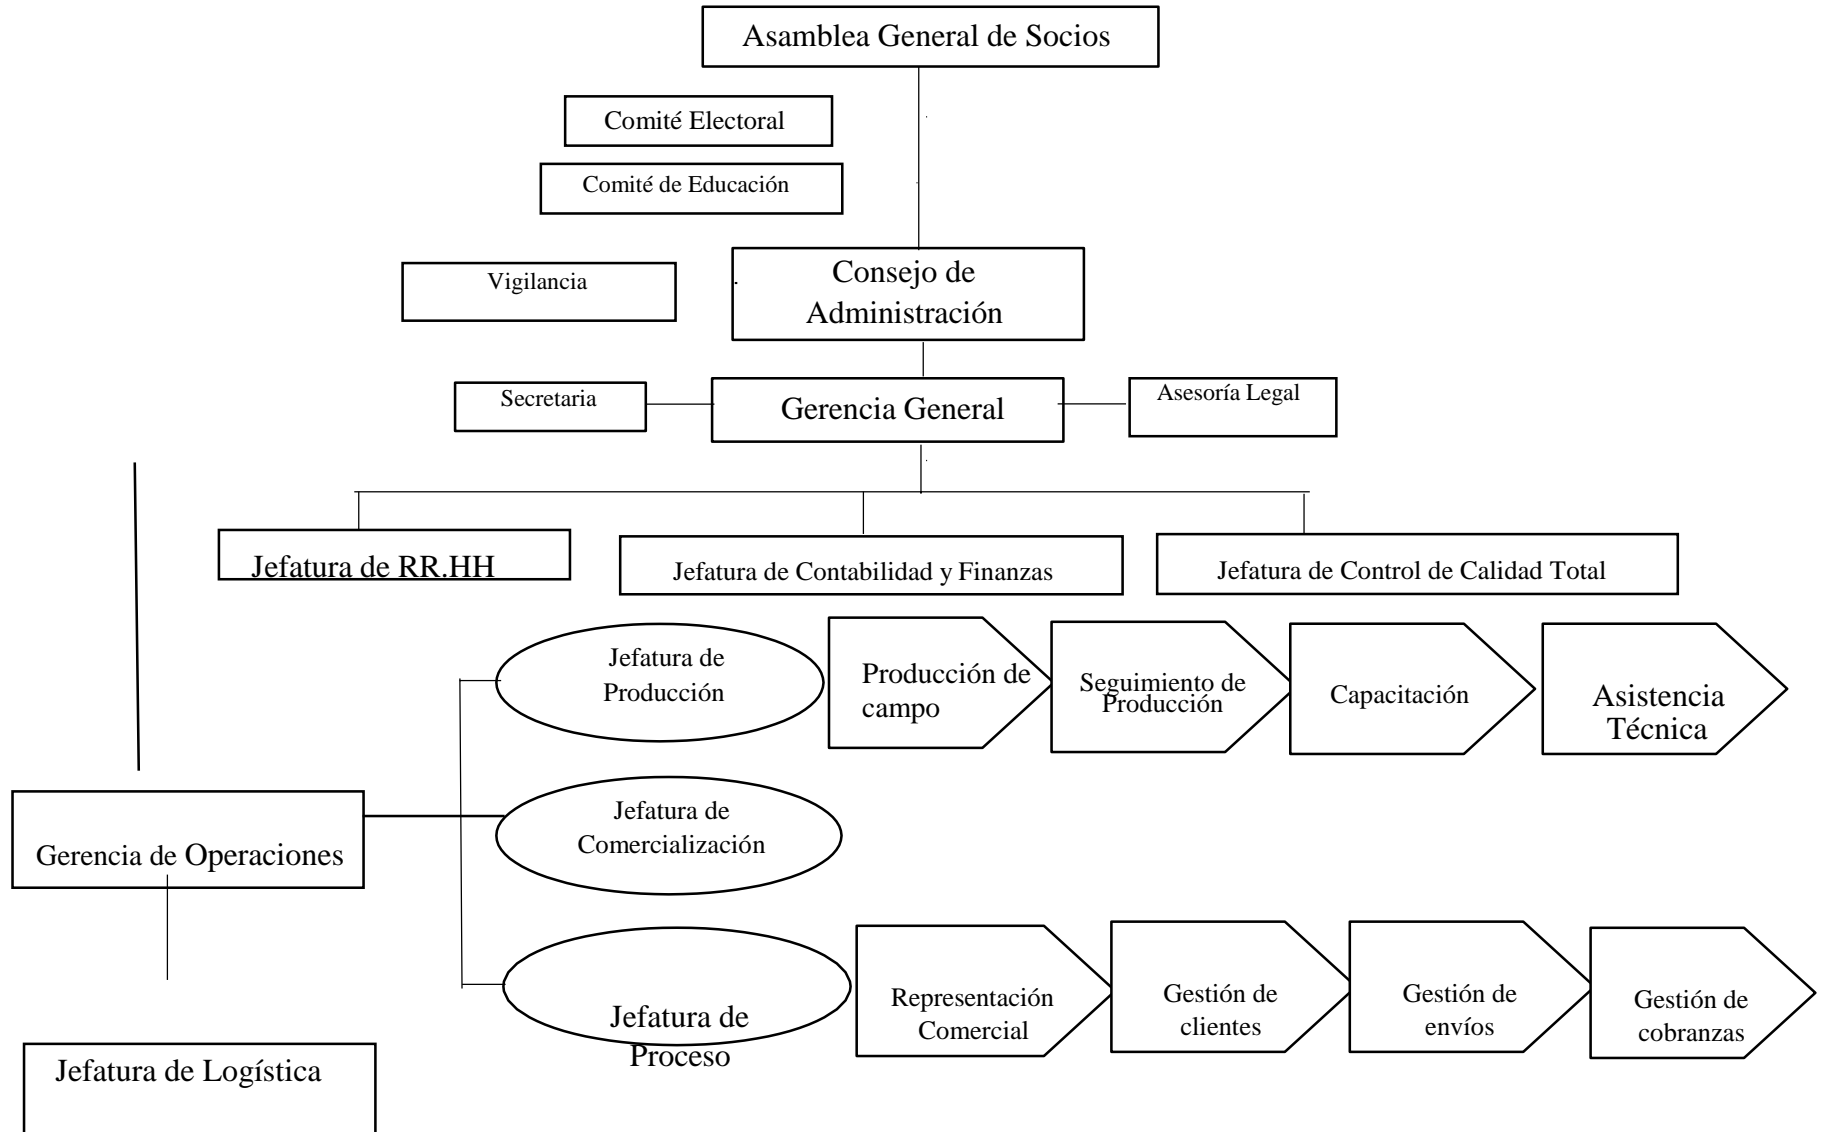 Asamblea General de Socios
Comité Electoral
Comité de Educación
Vigilancia
Consejo de
Administración
Secretaria
Gerencia General
Asesoría Legal
Jefatura de RR.HH
Jefatura de Contabilidad y Finanzas
Jefatura de Control de Calidad Total
Jefatura de
Producción
Producción de
campo
Seguimiento de
Producción
Capacitación
Asistencia
Técnica
Jefatura de
Comercialización
Gerencia de Operaciones
Jefatura de
Proceso
Representación
Comercial
Gestión de
clientes
Gestión de
envíos
Gestión de
cobranzas
Jefatura de Logística